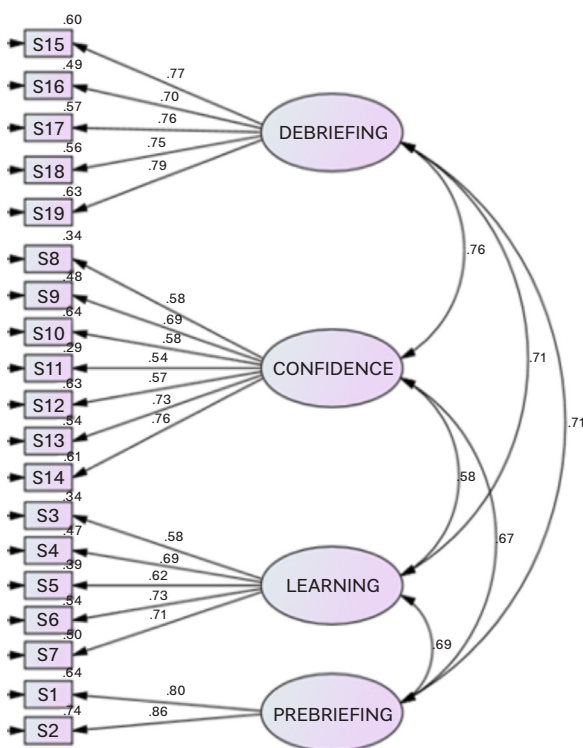 .60
S15
.77
.49
S16
.70
.57
S17
.76
DEBRIEFING
.56
S18
.75
.63
S19
.79
.34
S8
.58
.76
.48
S9
.69
.64
S10
.58
.29
S11
.54
CONFIDENCE
.71
.63
S12
.57
.54
S13
.73
.71
.61
S14
.76
.34
S3
.58
.58
.47
S4
.69
.67
.39
S5
.62
LEARNING
.54
S6
.73
.50
S7
.71
.69
.64
S1
.80
.74
S2
.86
PREBRIEFING